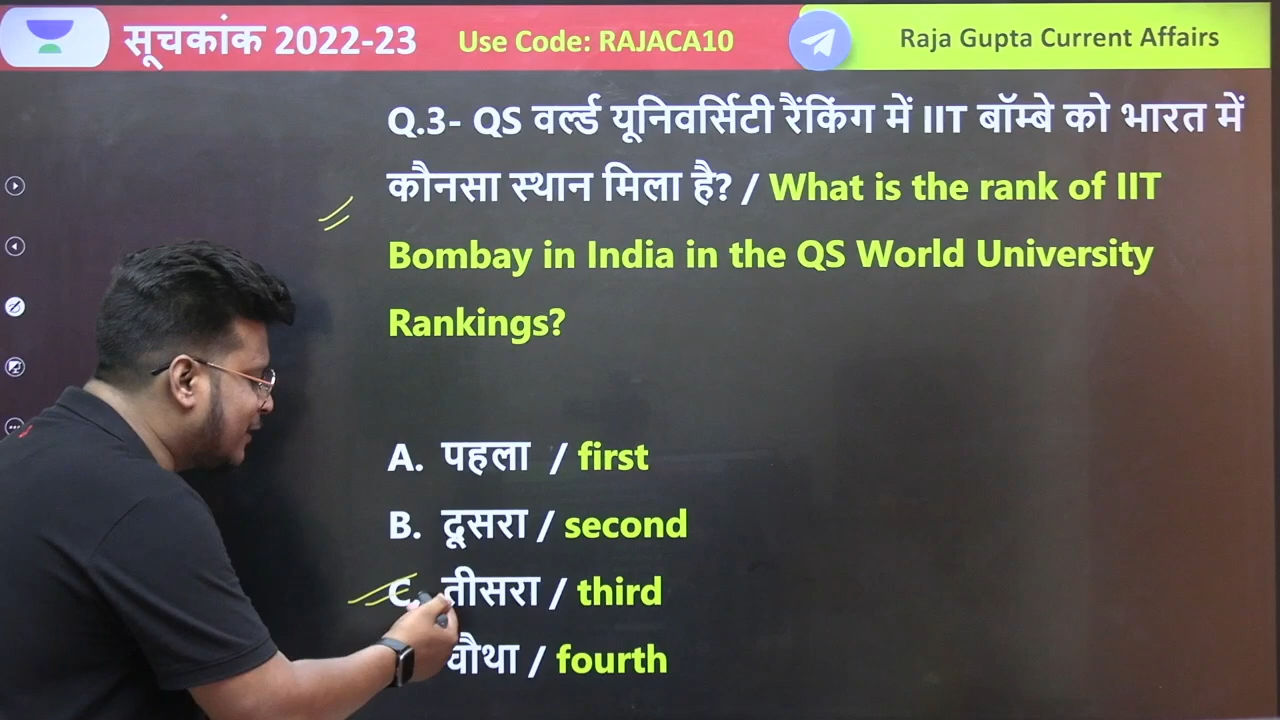 सूचकांक 2022-23 Use Code: RAJACA10 Raja Gupta Current Affairs
Q.3- QS वर्ल्ड यूनिवर्सिटी रैंकिंग में IIT बॉम्बे को भारत में
कौनसा स्थान मिला है? / What is the rank of IIT
Bombay in India in the QS World University
Rankings?
A. पहला / first
B. दूसरा / second
C. तीसरा / third
चौथा / fourth